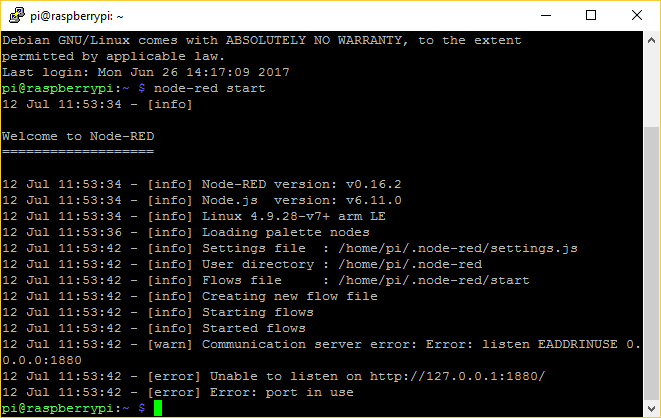 pi@raspberrypi: ~
Debian GNU/Linux comes with ABSOLUTELY NO WARRANTY, to the extent
permitted by applicable law.
Last login: Mon Jun 26 14:17:09 2017
pi@raspberrypi:~ $ node-red start
12 Jul 11:53:34 - [info]
Welcome to Node-RED
===================
12 Jul 11:53:34 - [info] Node-RED version: v0.16.2
12 Jul 11:53:34 - [info] Node.js  version: v6.11.0
12 Jul 11:53:34 - [info] Linux 4.9.28-v7+ arm LE
12 Jul 11:53:36 - [info] Loading palette nodes
12 Jul 11:53:42 - [info] Settings file  : /home/pi/.node-red/settings.js
12 Jul 11:53:42 - [info] User directory : /home/pi/.node-red
12 Jul 11:53:42 - [info] Flows file     : /home/pi/.node-red/start
12 Jul 11:53:42 - [info] Creating new flow file
12 Jul 11:53:42 - [info] Starting flows
12 Jul 11:53:42 - [info] Started flows
12 Jul 11:53:42 - [warn] Communication server error: Error: listen EADDRINUSE 0.
0.0.0:1880
12 Jul 11:53:42 - [error] Unable to listen on http://127.0.0.1:1880/
12 Jul 11:53:42 - [error] Error: port in use
pi@raspberrypi:~ $